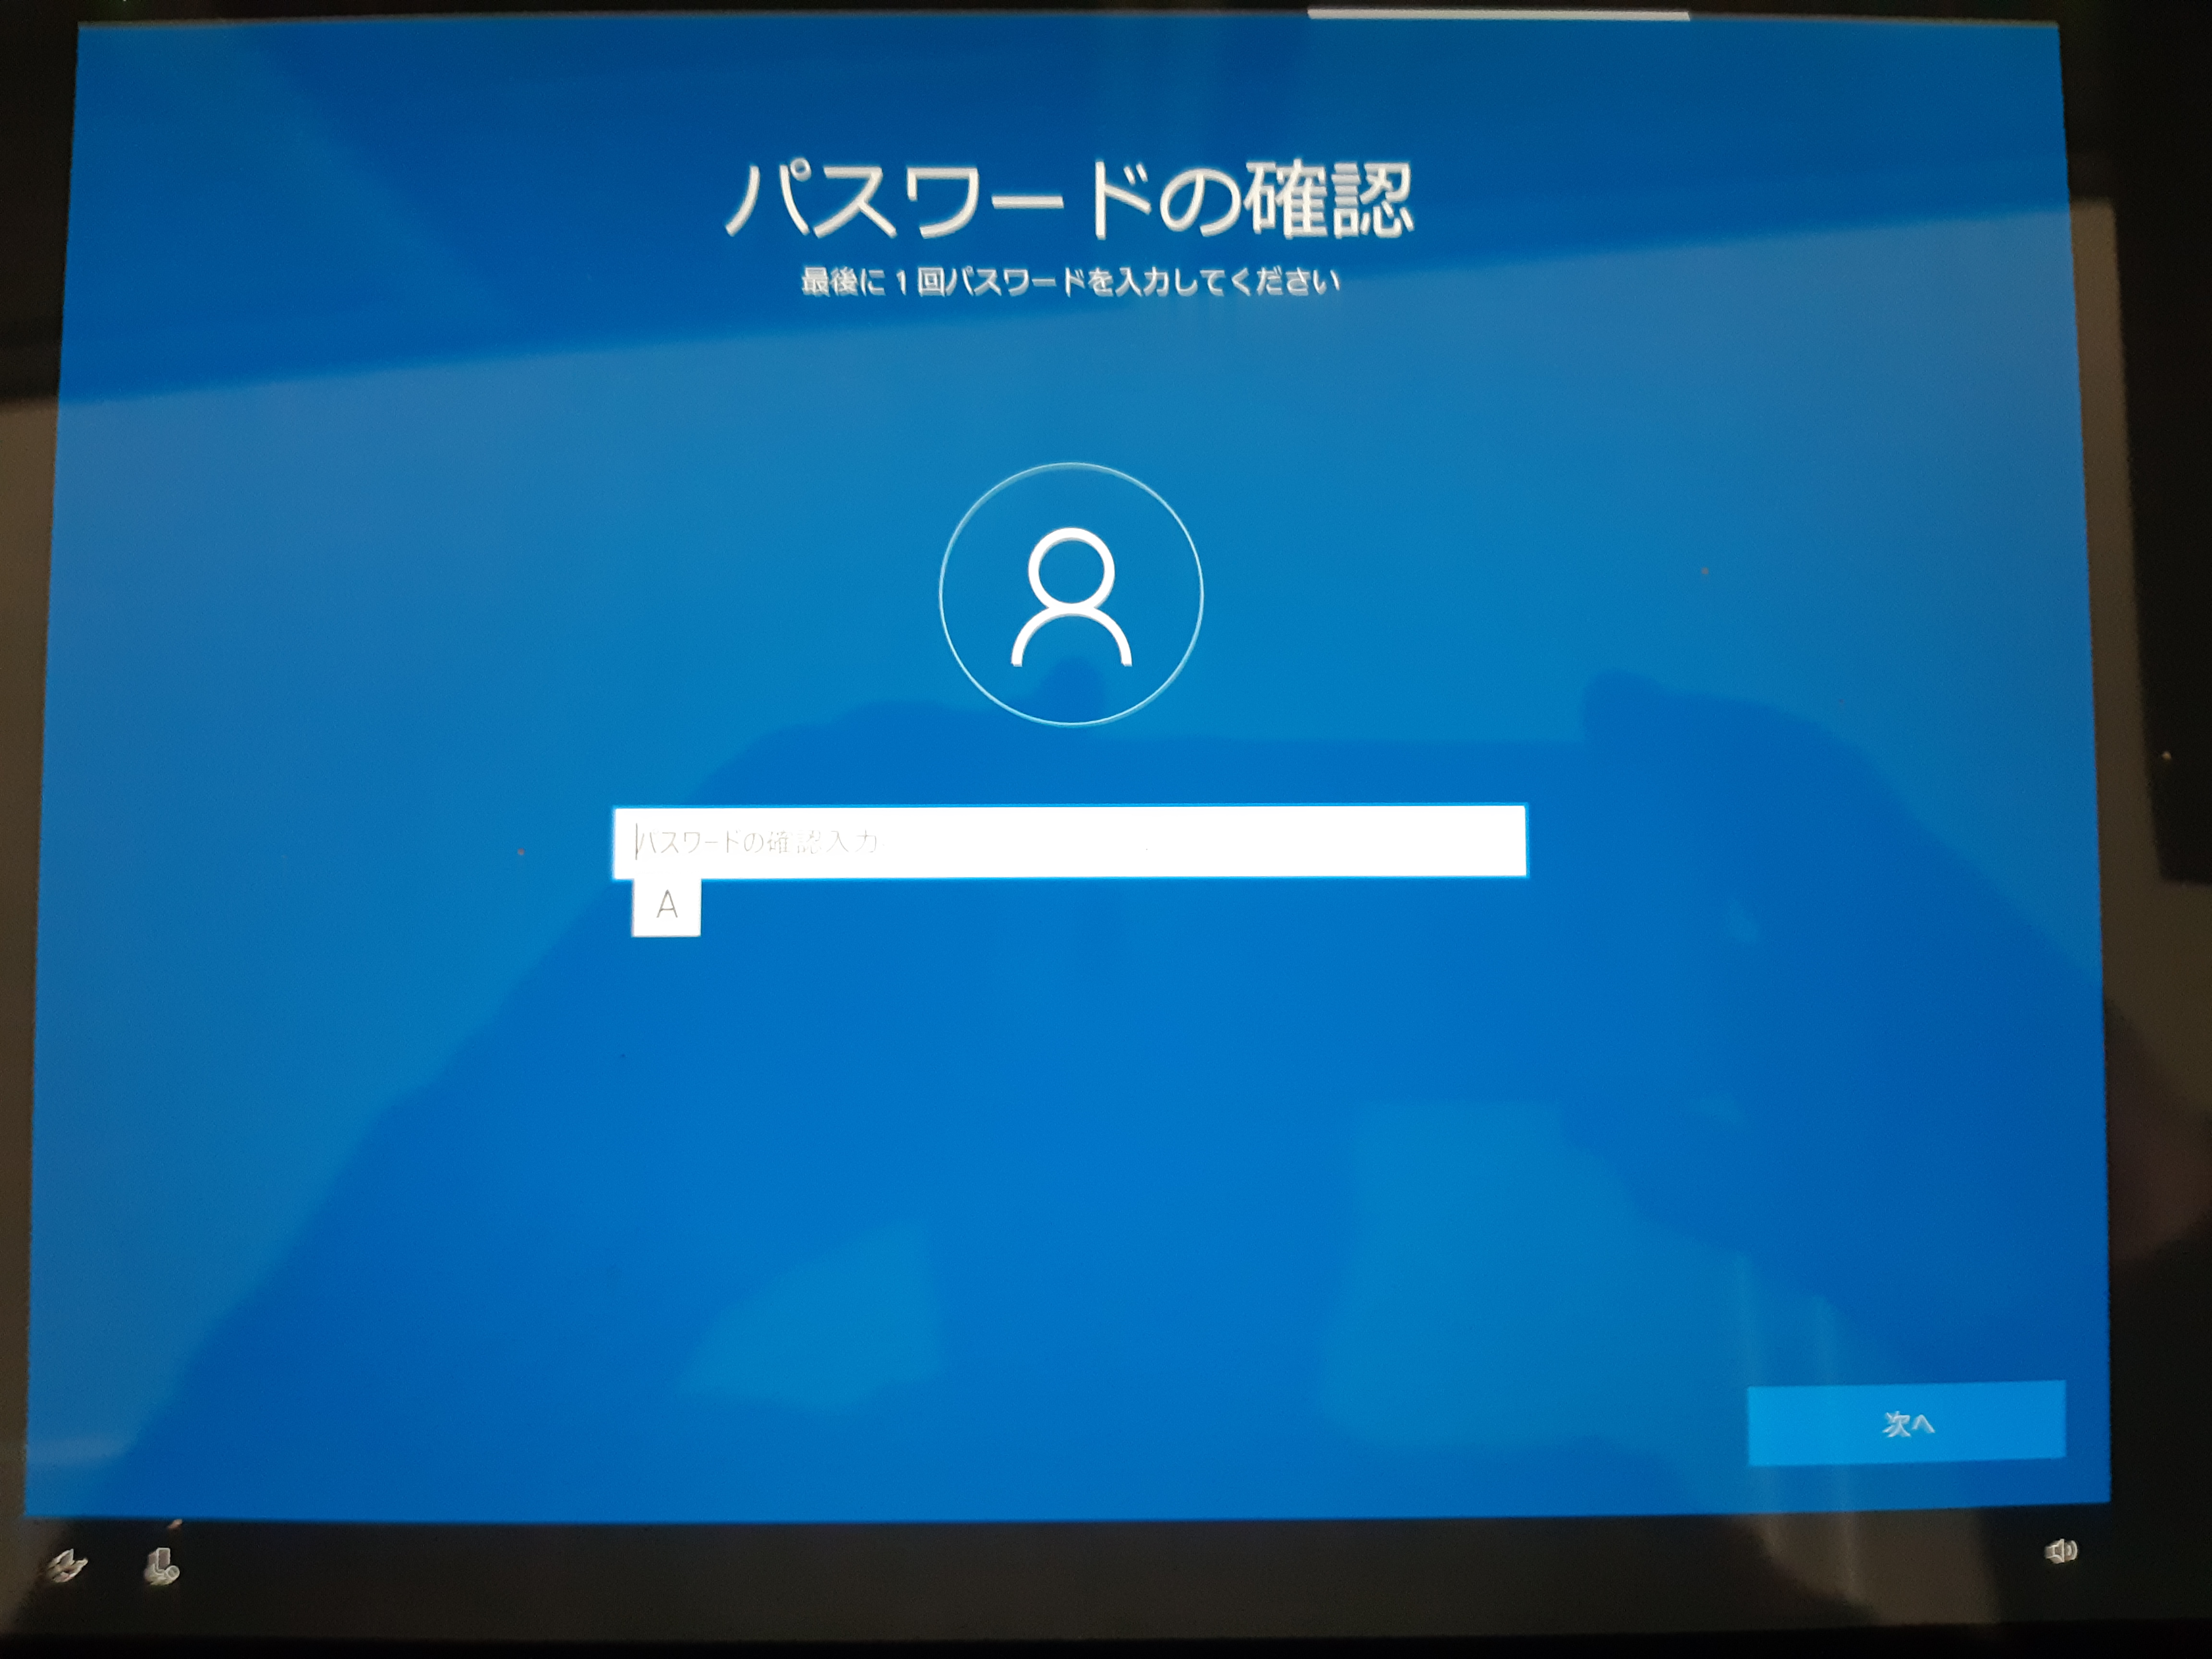 パスワードの確認
最後に 1 回パスワードを入力してください
パスワードの確認入力
A
次へ